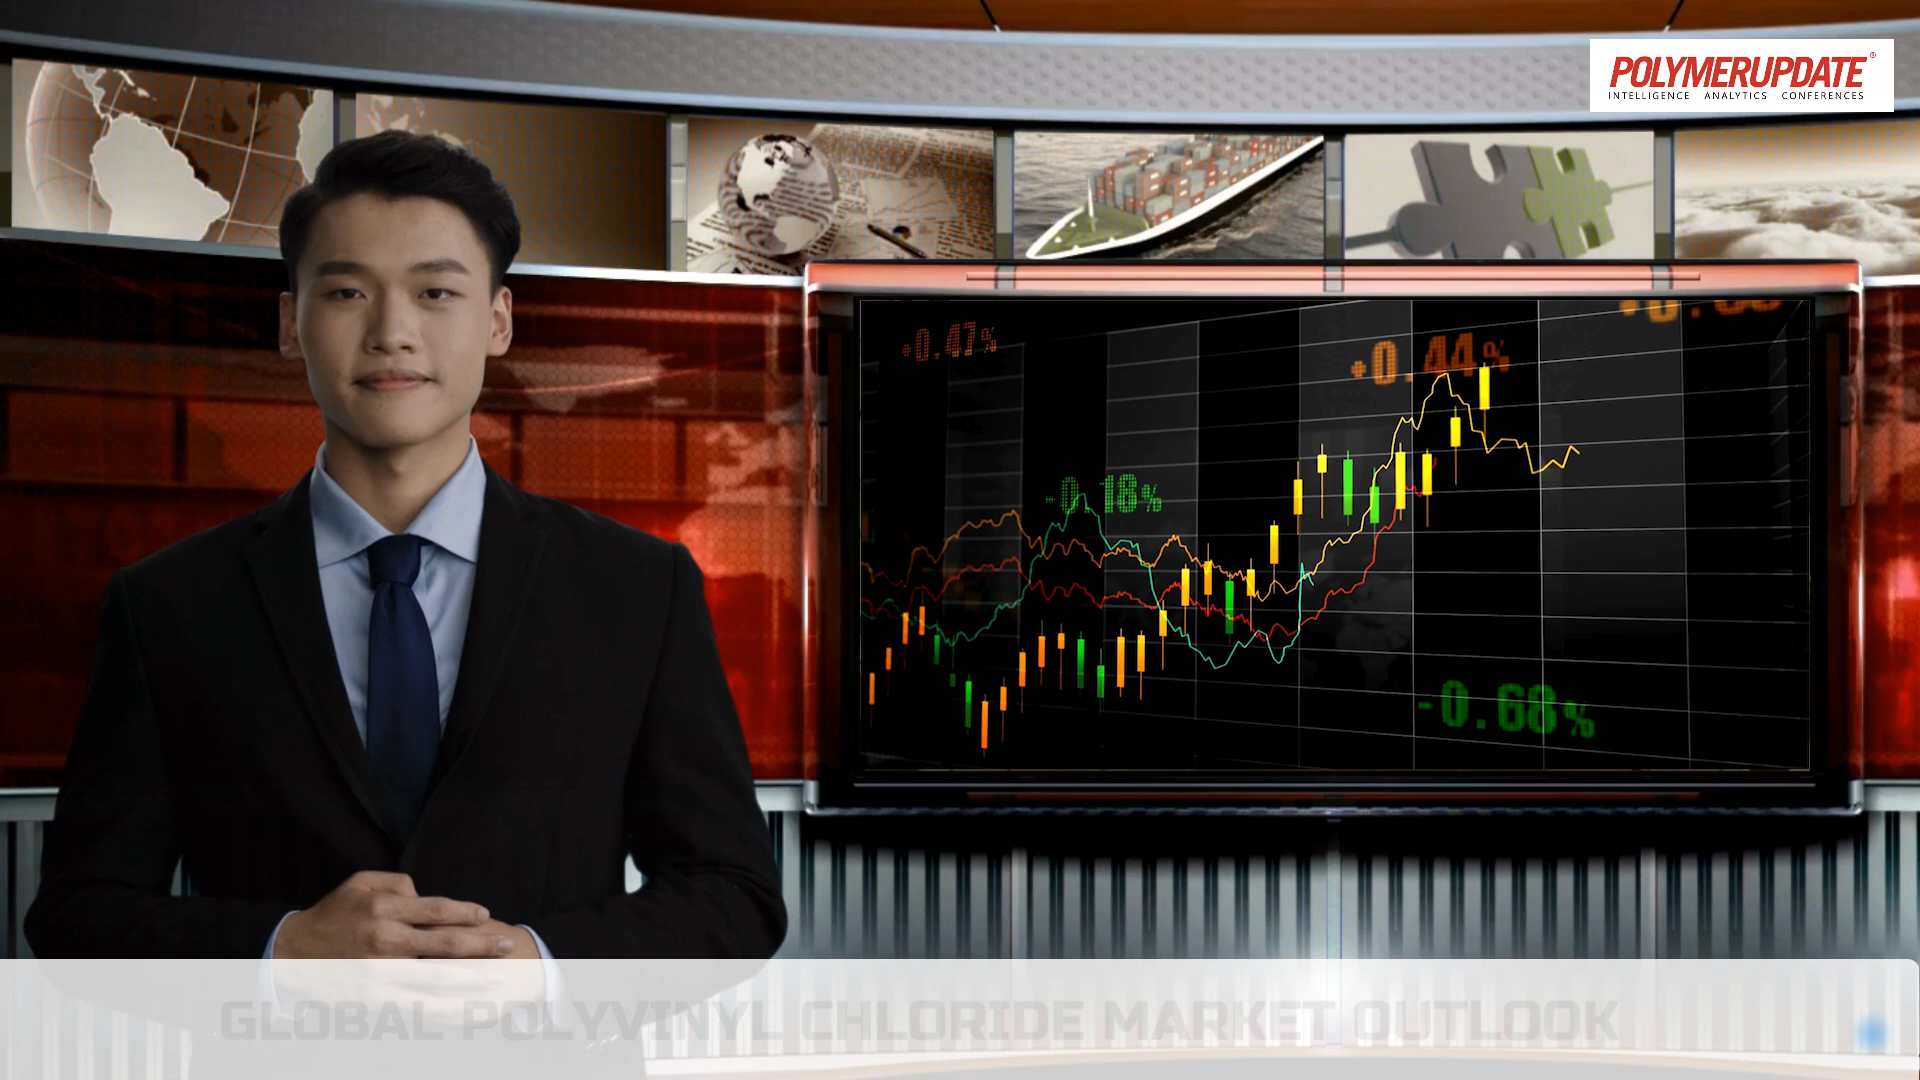 POLYMERUPDATE®
INTELLIGENCE ANALYTICS CONFERENCES
+0.47%
+0.44%
-0.18%
-0.68%
GLOBAL POLYVINYL CHLORIDE MARKET OUTLOOK